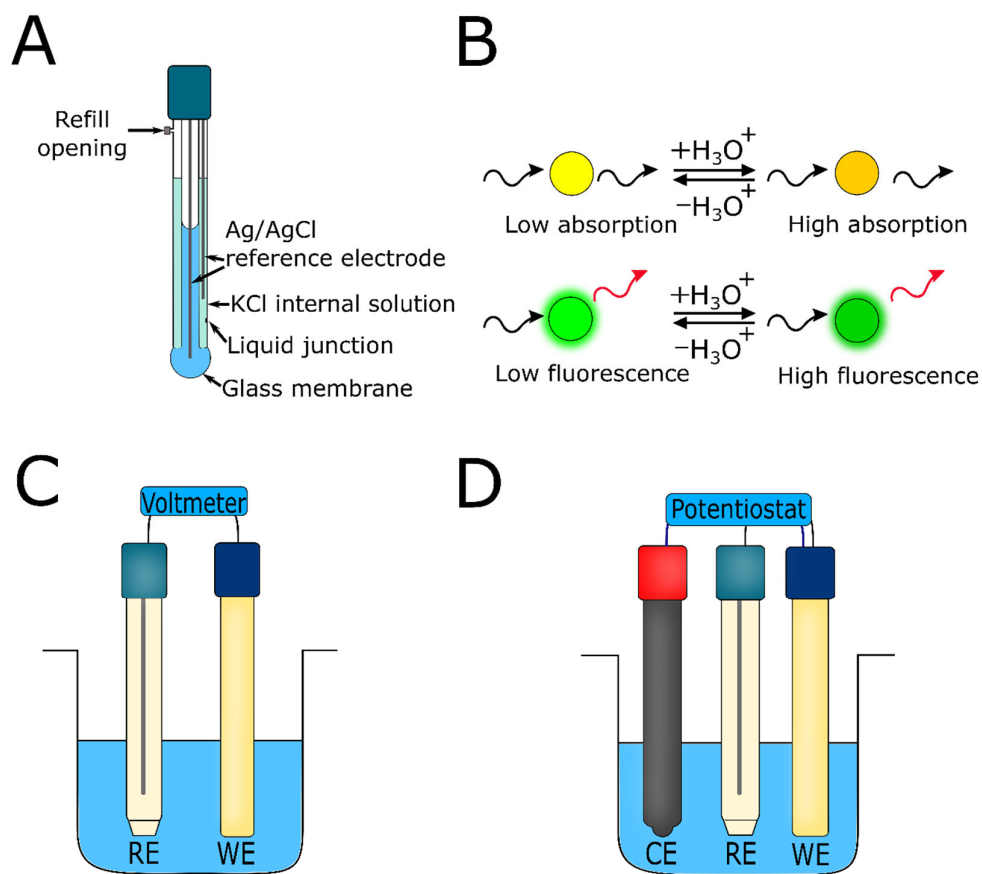 A
Refill
opening
Ag/AgCl
reference electrode
KCl internal solution
Liquid junction
Glass membrane
B
+H₃O⁺
−H₃O⁺
Low absorption
High absorption
+H₃O⁺
−H₃O⁺
Low fluorescence
High fluorescence
C
Voltmeter
RE
WE
D
Potentiostat
CE
RE
WE